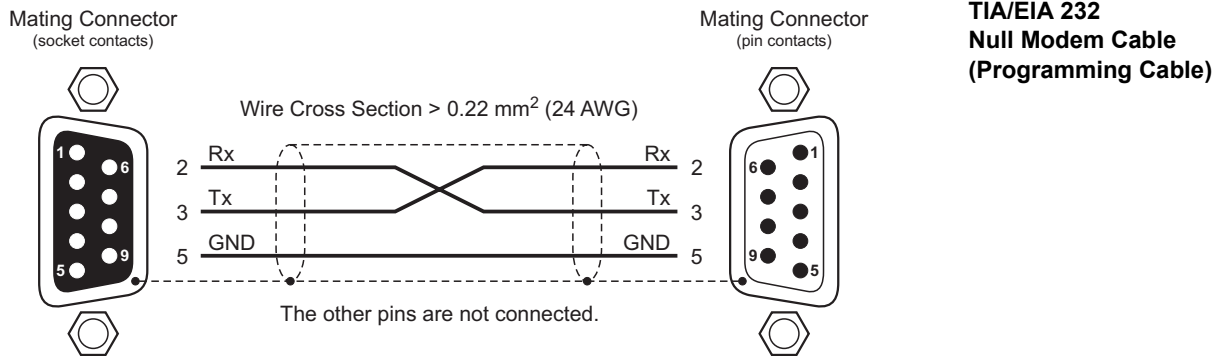 Mating Connector
(socket contacts)
Mating Connector
(pin contacts)
TIA/EIA 232
Null Modem Cable
(Programming Cable)
Wire Cross Section > 0.22 mm² (24 AWG)
1
6
9
5
2 Rx Rx 2
3 Tx Tx 3
5 GND GND 5
1
6
9
5
The other pins are not connected.